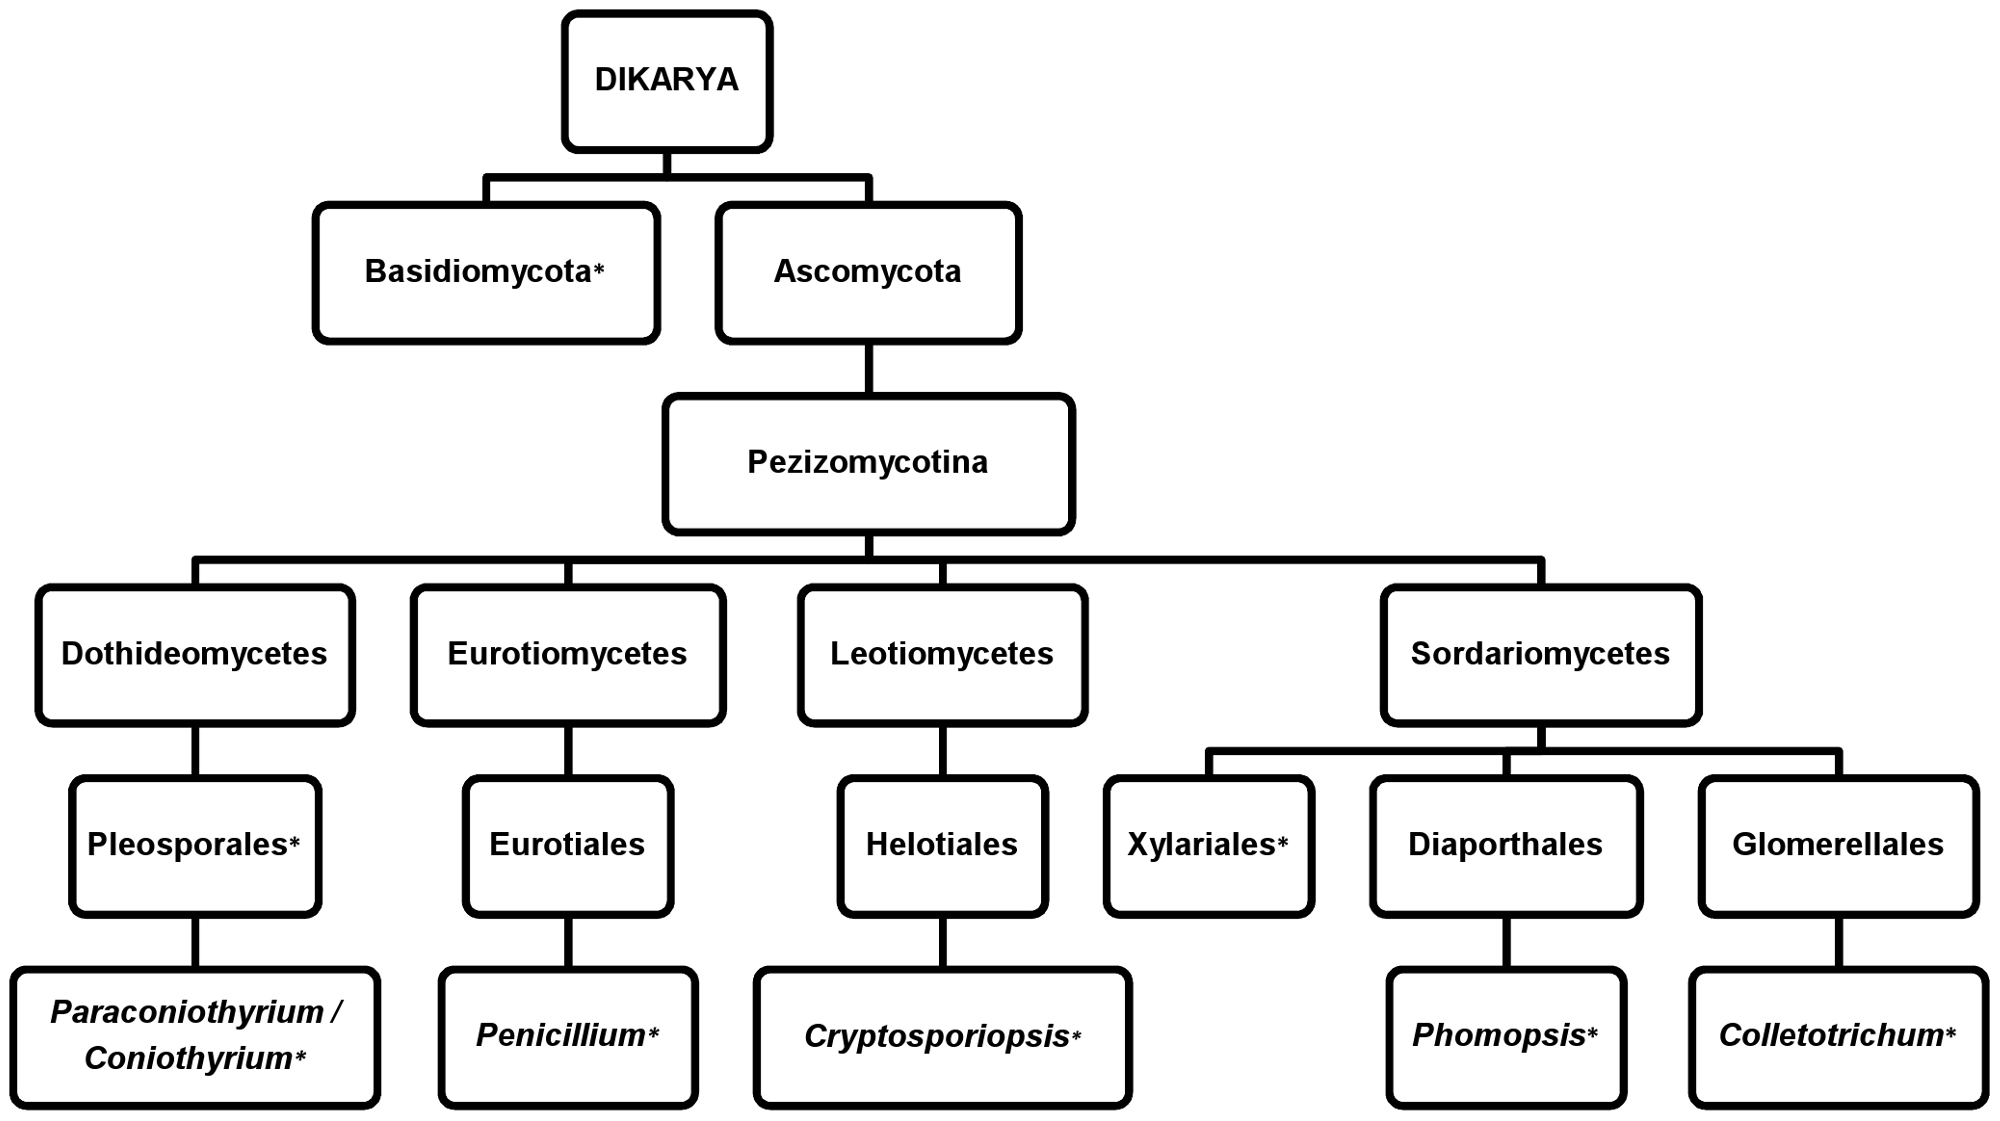 DIKARYA
Basidiomycota*
Ascomycota
Pezizomycotina
Dothideomycetes
Eurotiomycetes
Leotiomycetes
Sordariomycetes
Pleosporales*
Eurotiales
Helotiales
Xylariales*
Diaporthales
Glomerellales
Paraconiothyrium /
Coniothyrium*
Penicillium*
Cryptosporiopsis*
Phomopsis*
Colletotrichum*